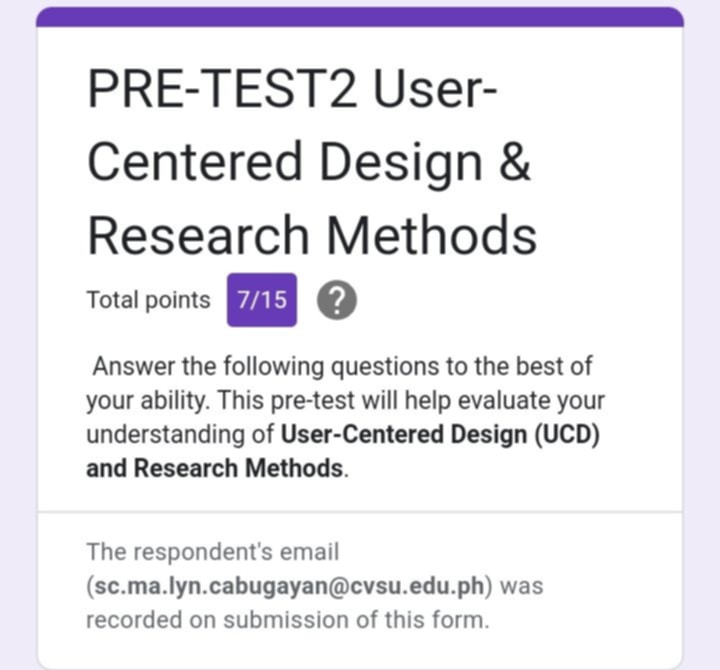 PRE-TEST2 User-
Centered Design &
Research Methods
Total points 7/15 ?
Answer the following questions to the best of
your ability. This pre-test will help evaluate your
understanding of User-Centered Design (UCD)
and Research Methods.
The respondent's email
(sc.ma.lyn.cabugayan@cvsu.edu.ph) was
recorded on submission of this form.